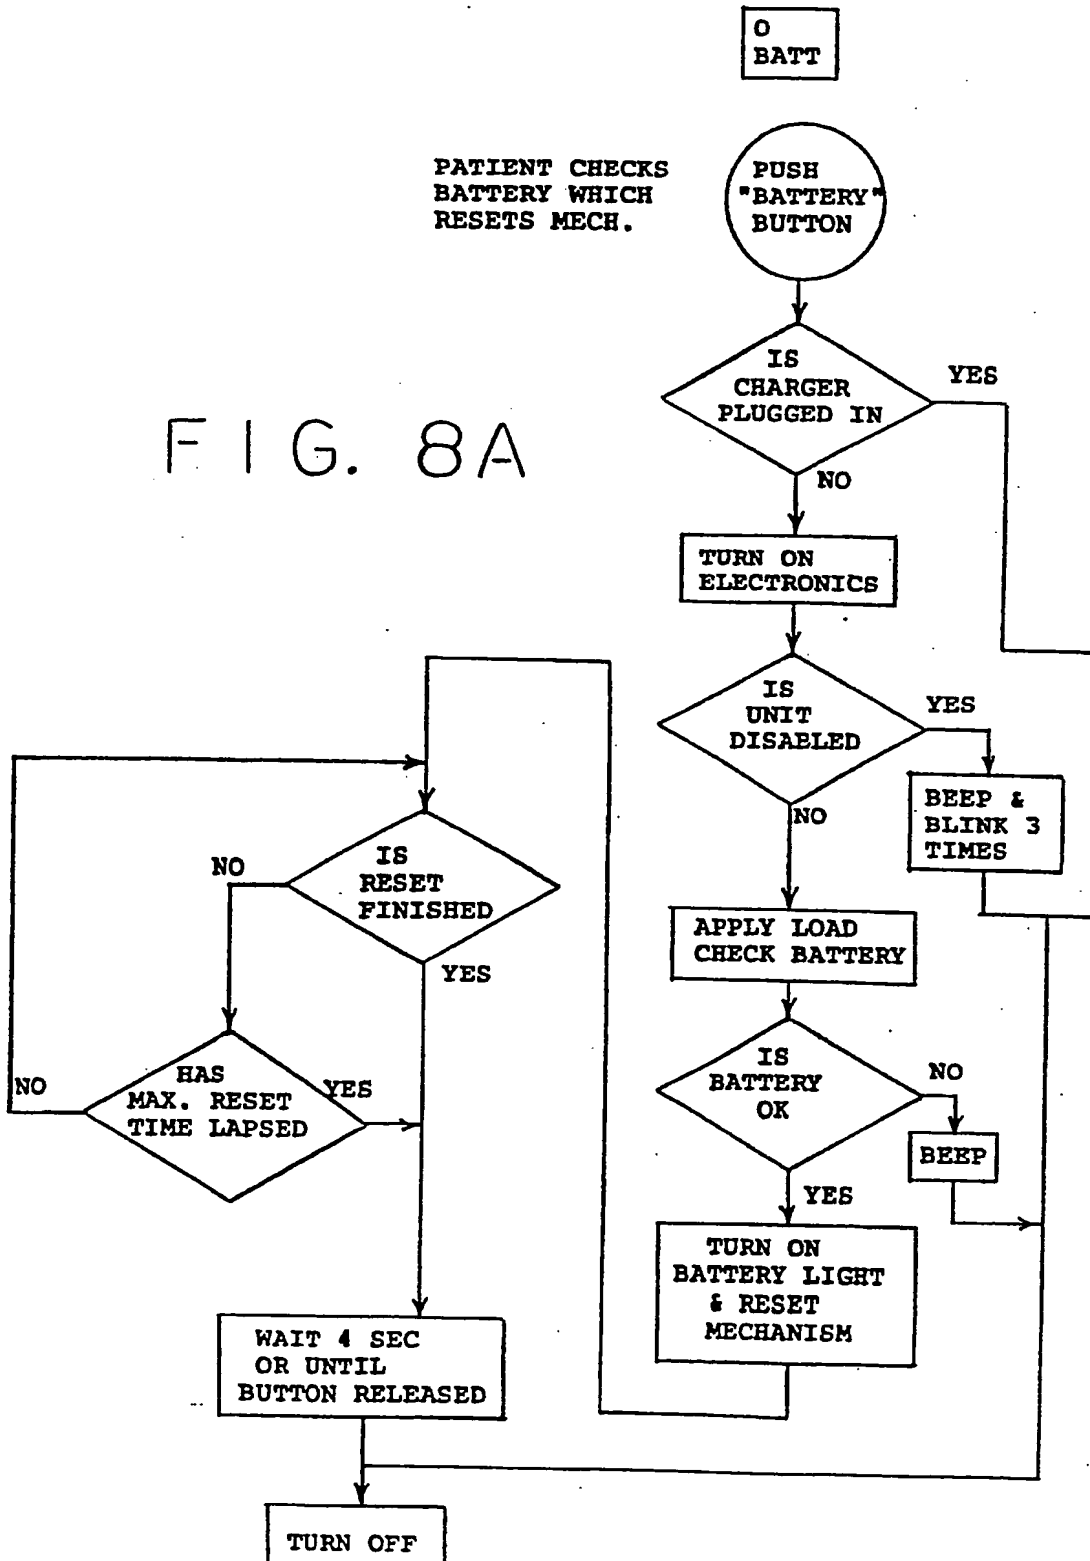 O
BATT
PATIENT CHECKS
BATTERY WHICH
RESETS MECH.
PUSH
"BATTERY"
BUTTON
IS
CHARGER
PLUGGED IN
YES
NO
FIG. 8A
TURN ON
ELECTRONICS
IS
UNIT
DISABLED
YES
NO
BEEP &
BLINK 3
TIMES
IS
RESET
FINISHED
NO
YES
APPLY LOAD
CHECK BATTERY
HAS
MAX. RESET
TIME LAPSED
NO
YES
IS
BATTERY
OK
NO
BEEP
YES
TURN ON
BATTERY LIGHT
& RESET
MECHANISM
WAIT 4 SEC
OR UNTIL
BUTTON RELEASED
TURN OFF